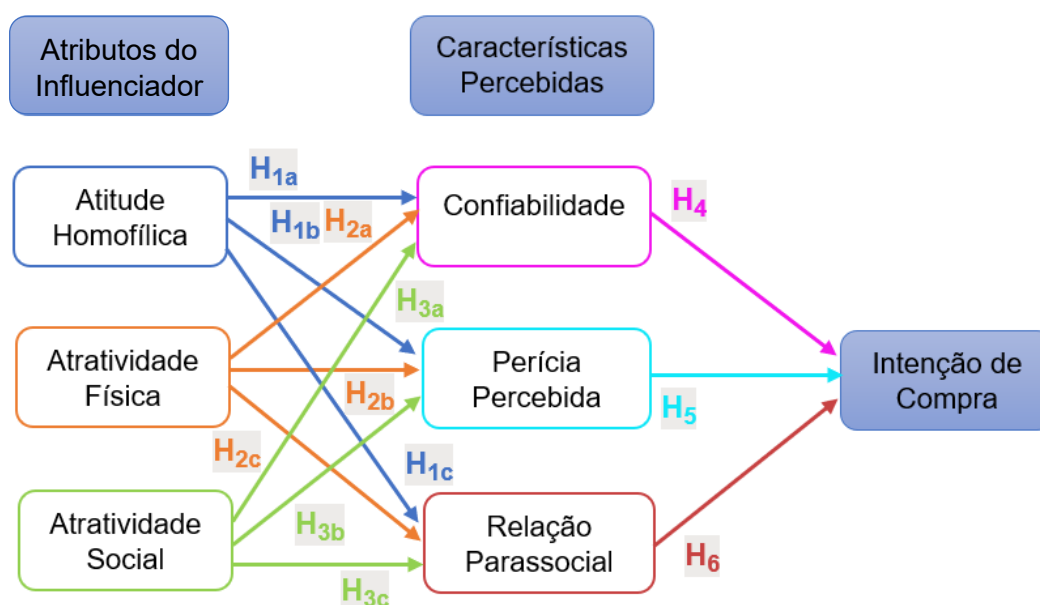 Atributos do
Influenciador
Características
Percebidas
H1a
H1b
H2a
Atitude
Homofílica
Confiabilidade
H4
H3a
Atratividade
Física
Perícia
Percebida
Intenção de
Compra
H2b
H5
H2c
H1c
Atratividade
Social
H3b
Relação
Parassocial
H6
H3c